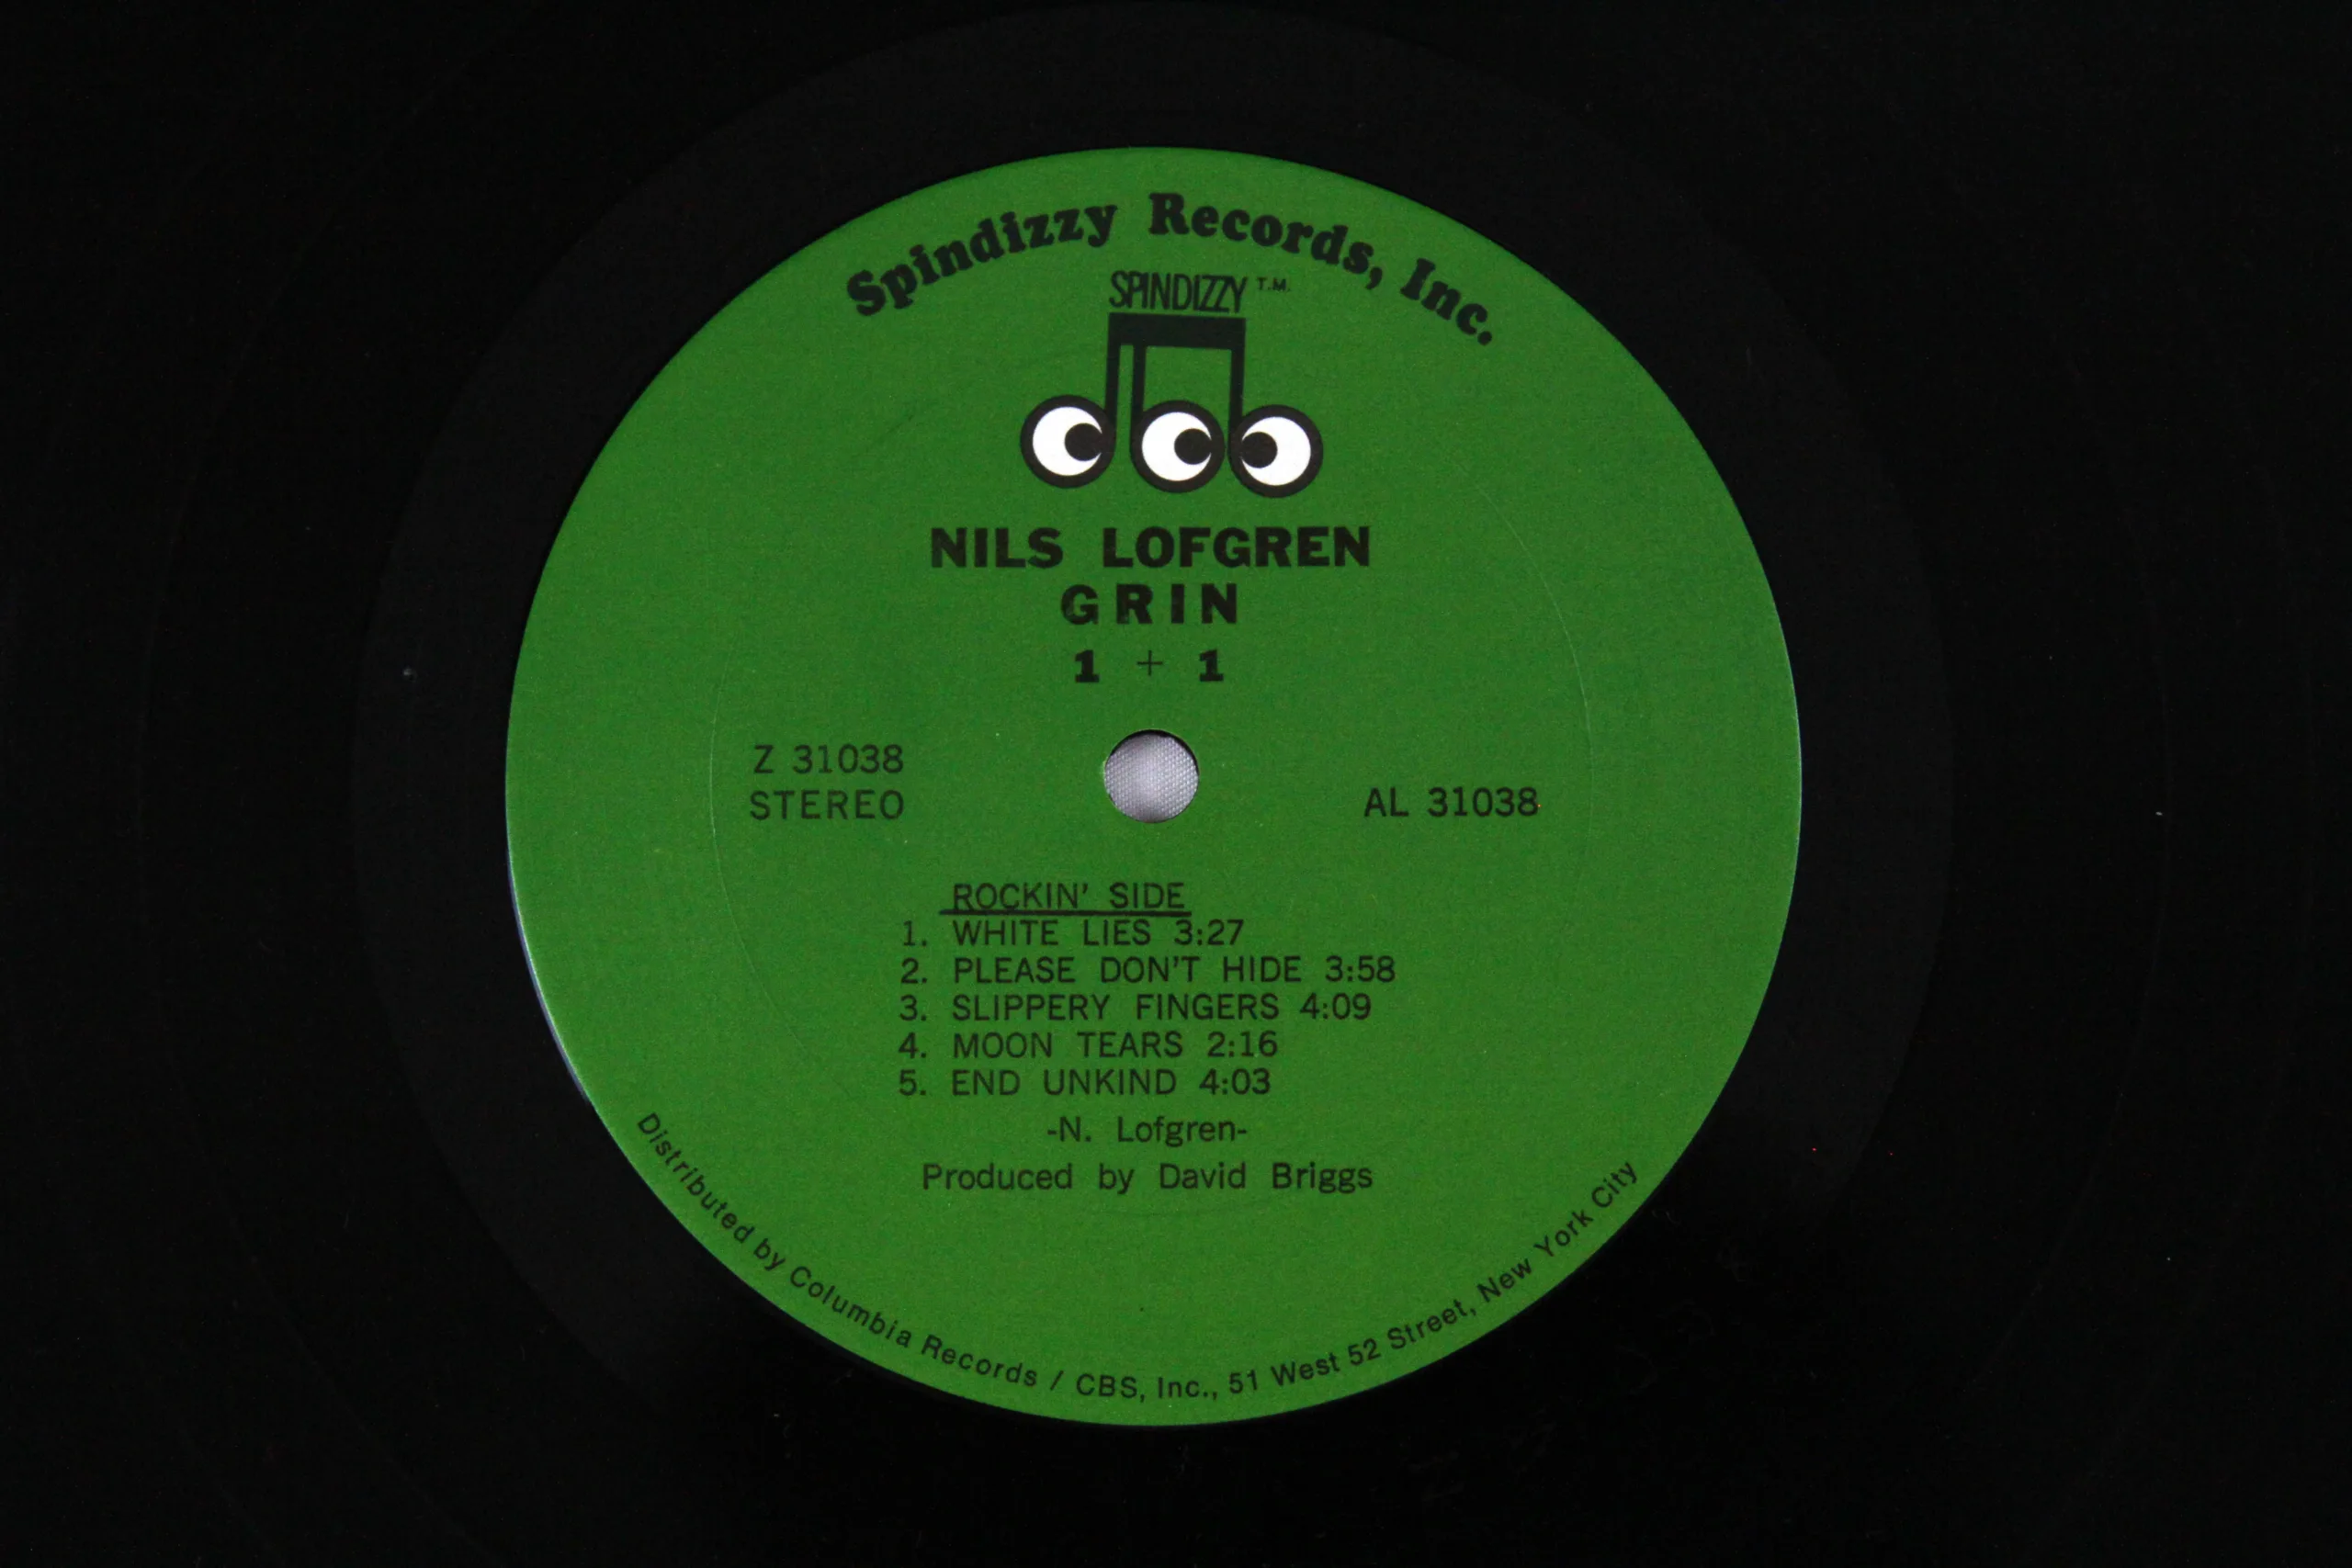 Spindizzy Records, Inc.
SPINDIZZY T.M.
NILS LOFGREN
GRIN
1 + 1
Z 31038
STEREO
AL 31038
ROCKIN' SIDE
1. WHITE LIES 3:27
2. PLEASE DON'T HIDE 3:58
3. SLIPPERY FINGERS 4:09
4. MOON TEARS 2:16
5. END UNKIND 4:03
-N. Lofgren-
Produced by David Briggs
Distributed by Columbia Records / CBS, Inc., 51 West 52 Street, New York City